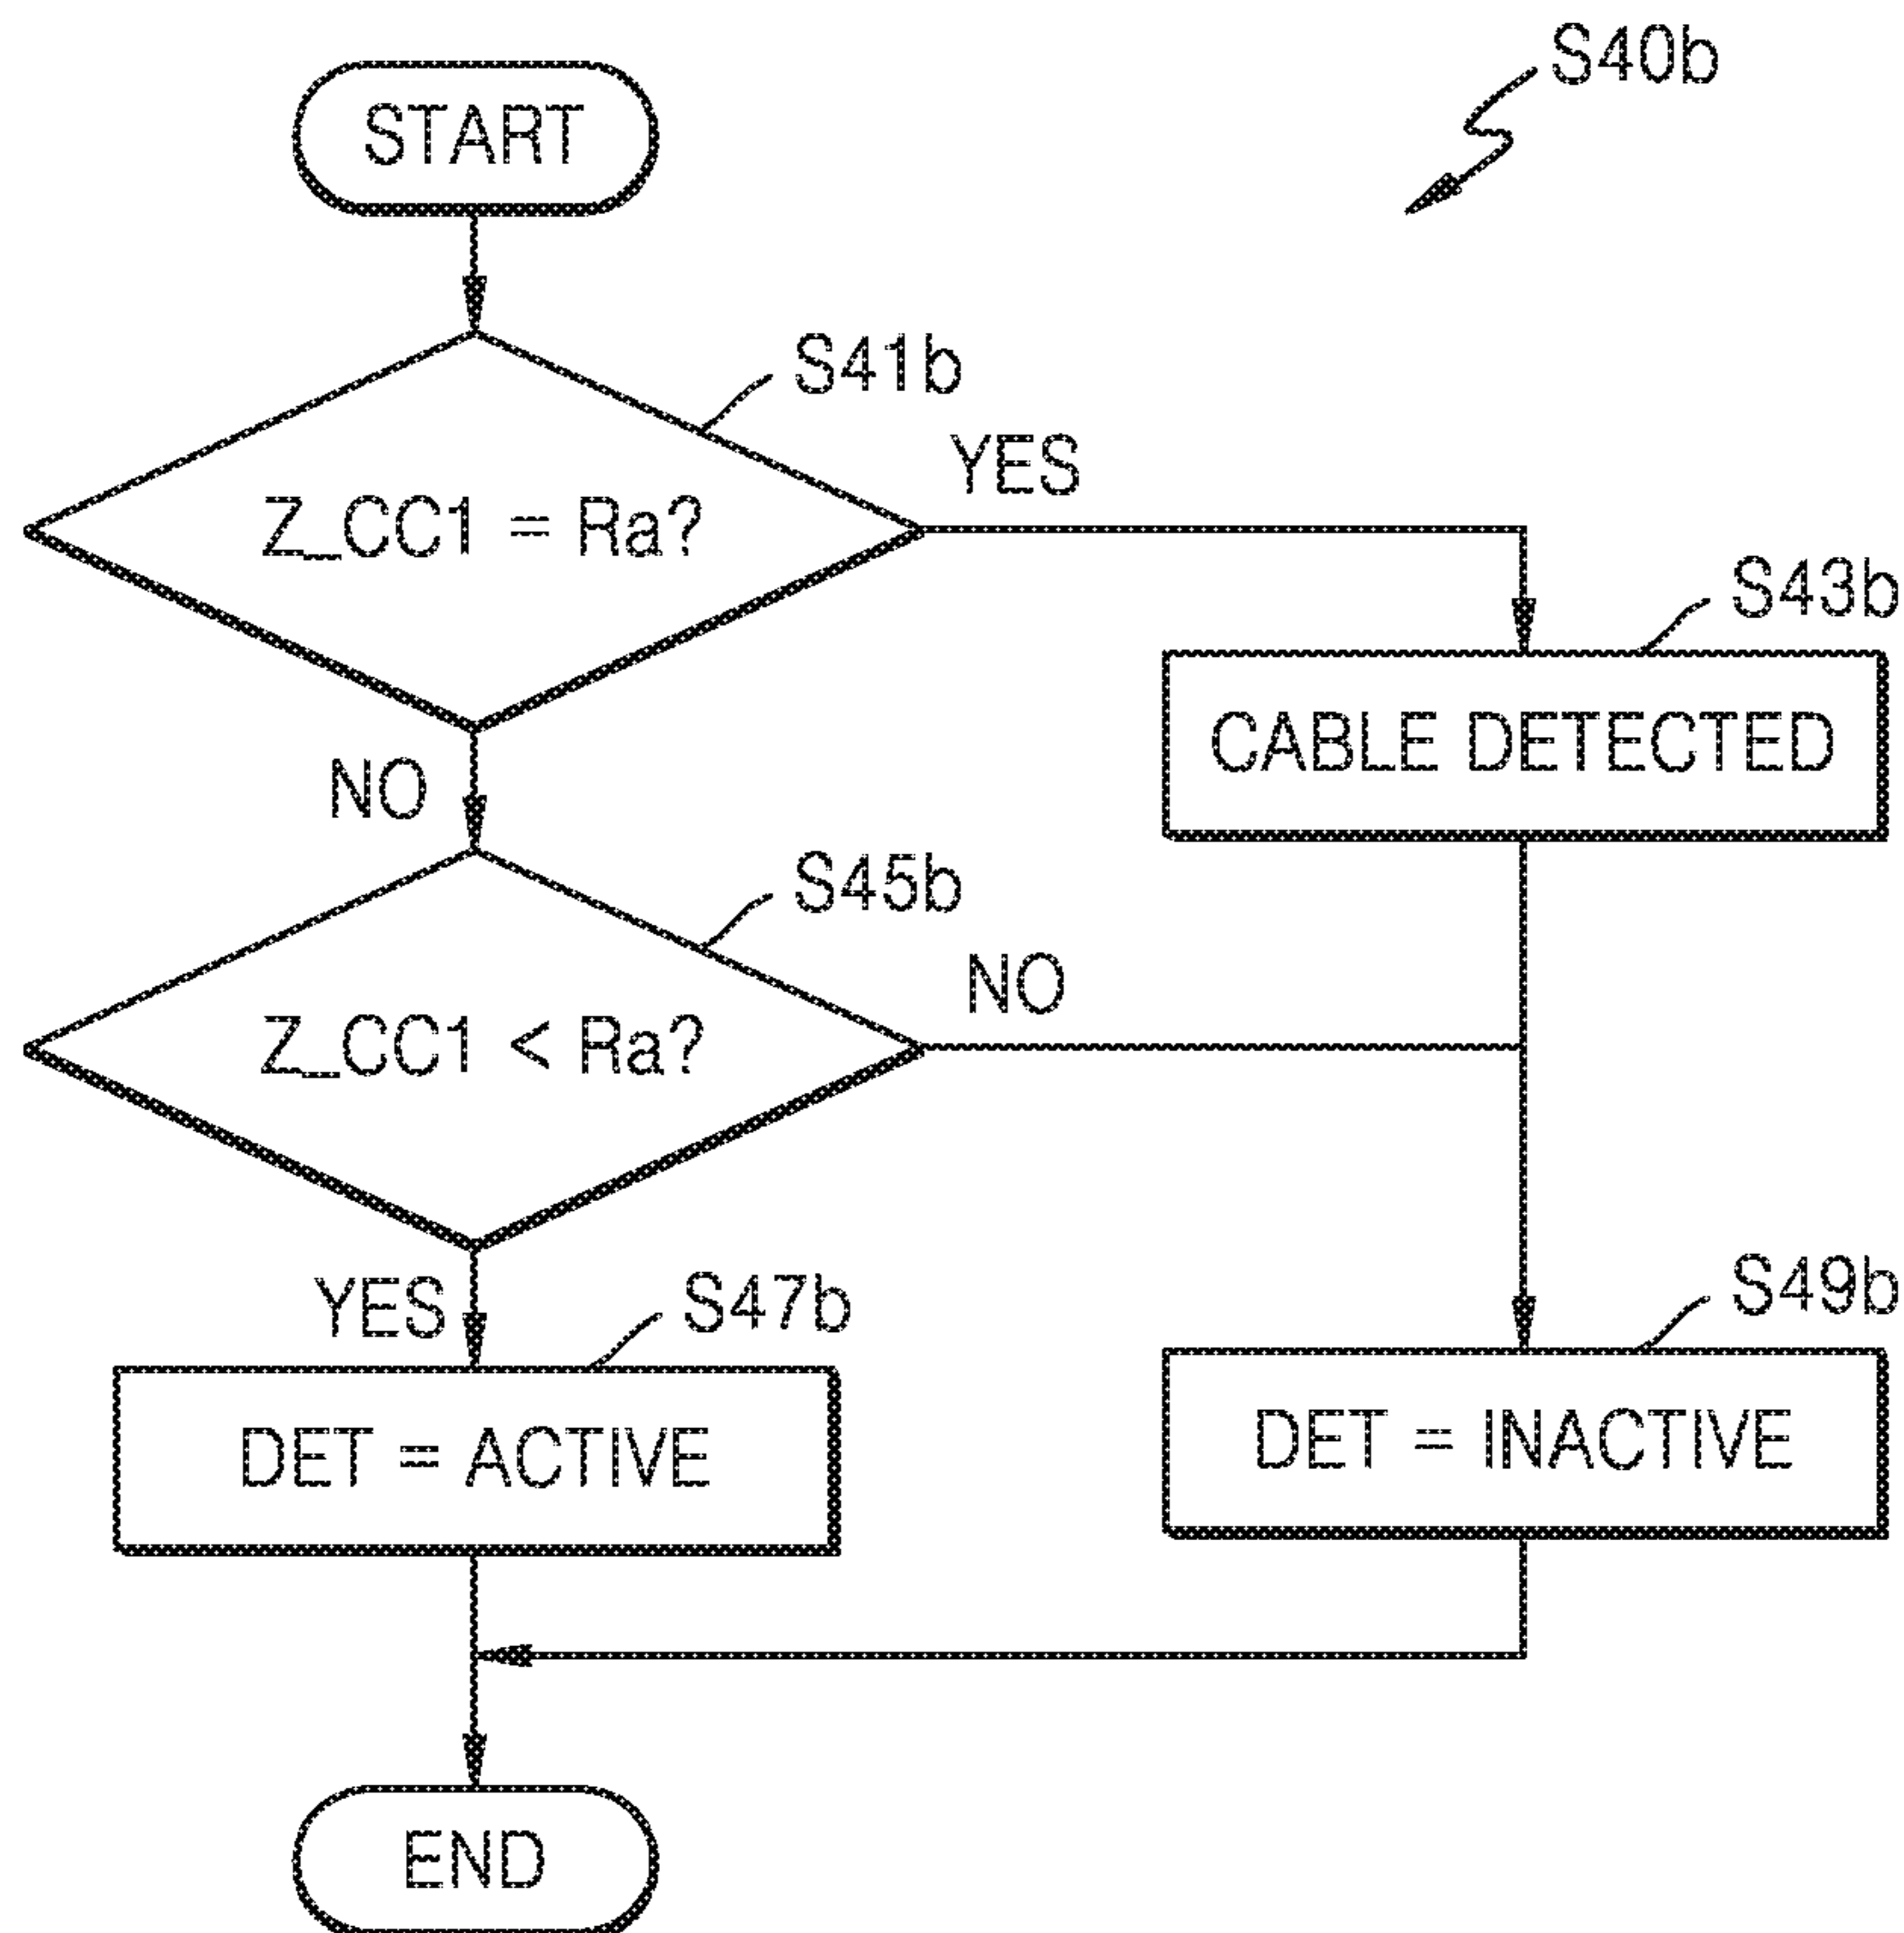 S40b
START
S41b
YES
Z_CC1 = Ra?
S43b
CABLE DETECTED
NO
S45b
NO
Z_CC1 < Ra?
YES
S47b
S49b
DET = ACTIVE
DET = INACTIVE
END